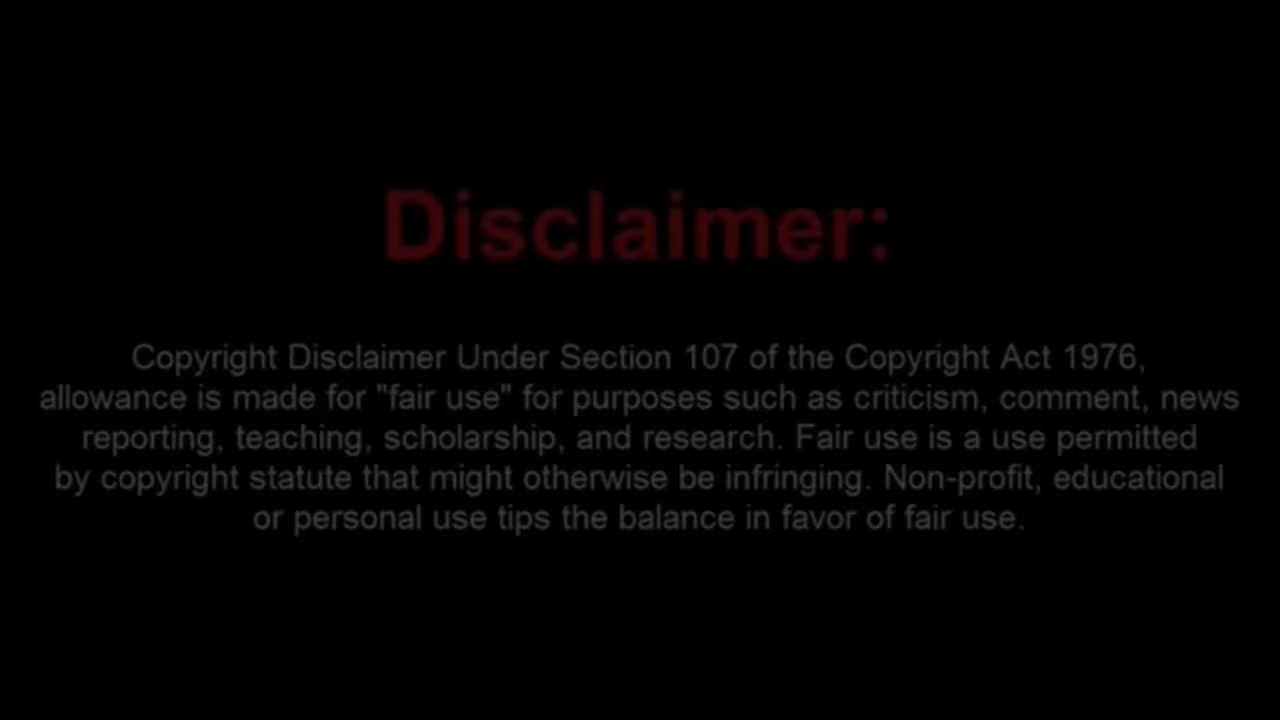 Disclaimer:
Copyright Disclaimer Under Section 107 of the Copyright Act 1976,
allowance is made for "fair use" for purposes such as criticism, comment, news
reporting, teaching, scholarship, and research. Fair use is a use permitted
by copyright statute that might otherwise be infringing. Non-profit, educational
or personal use tips the balance in favor of fair use.